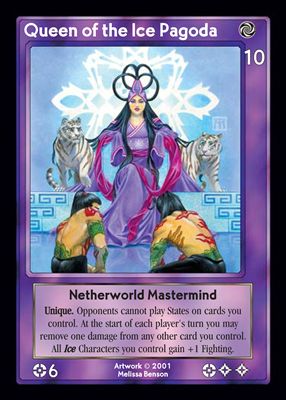 Queen of the Ice Pagoda
10
Netherworld Mastermind
Unique. Opponents cannot play States on cards you
control. At the start of each player's turn you may
remove one damage from any other card you control.
All Ice Characters you control gain +1 Fighting.
6
Artwork © 2001
Melissa Benson